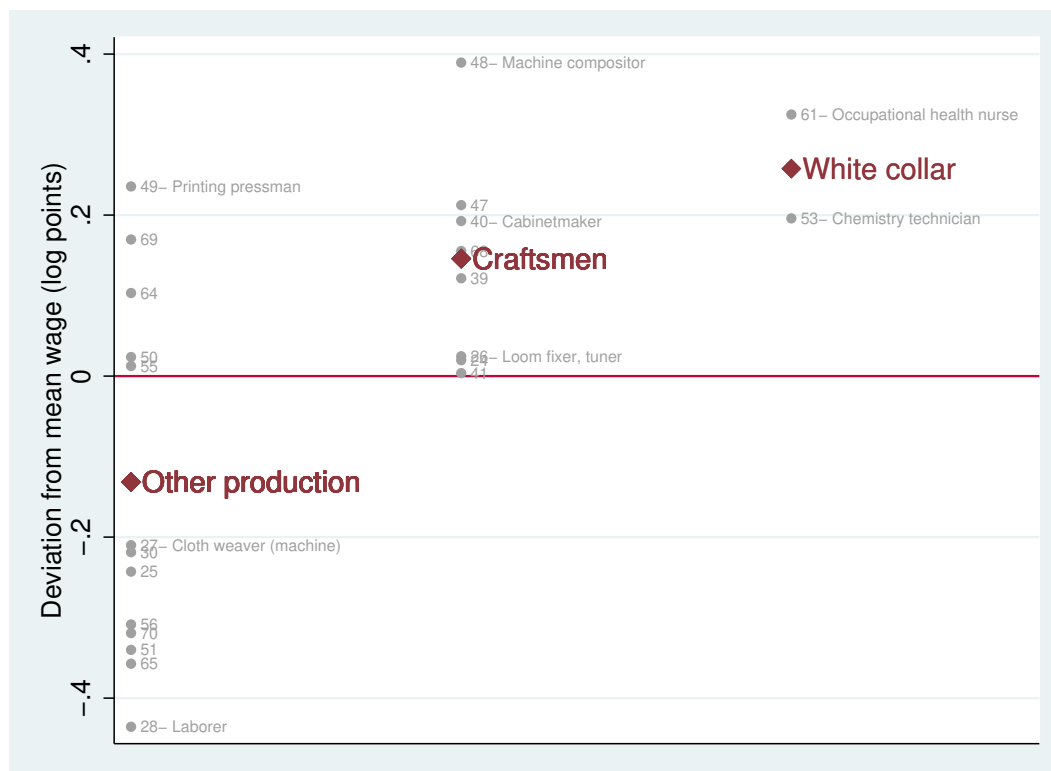 Deviation from mean wage (log points)
.4
.2
0
−.2
−.4
48− Machine compositor
61− Occupational health nurse
White collar
49− Printing pressman
47
40− Cabinetmaker
53− Chemistry technician
69
Craftsmen
39
64
50
26− Loom fixer, tuner
24
55
41
Other production
27− Cloth weaver (machine)
30
25
56
70
51
65
28− Laborer